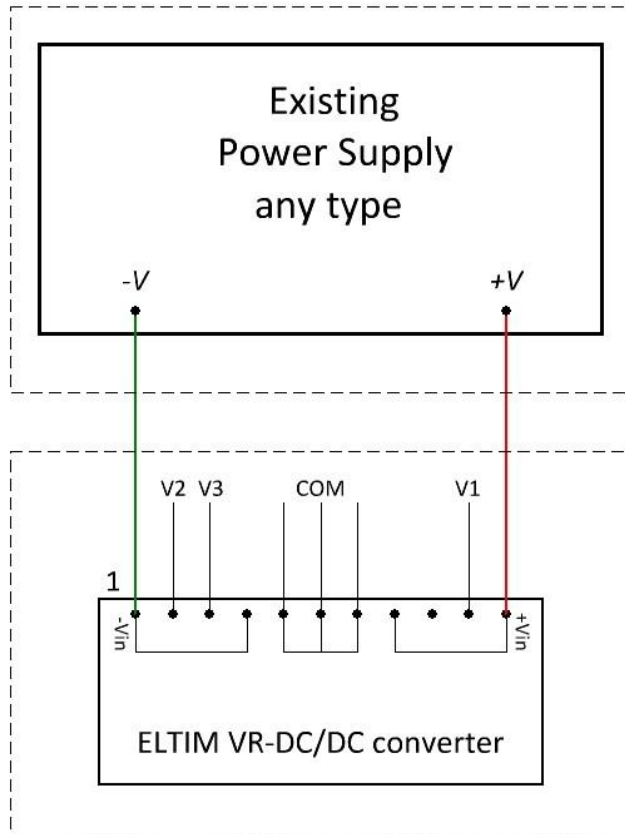 Existing
Power Supply
any type
-V
+V
V2 V3 COM V1
1
-Vin
+Vin
ELTIM VR-DC/DC converter